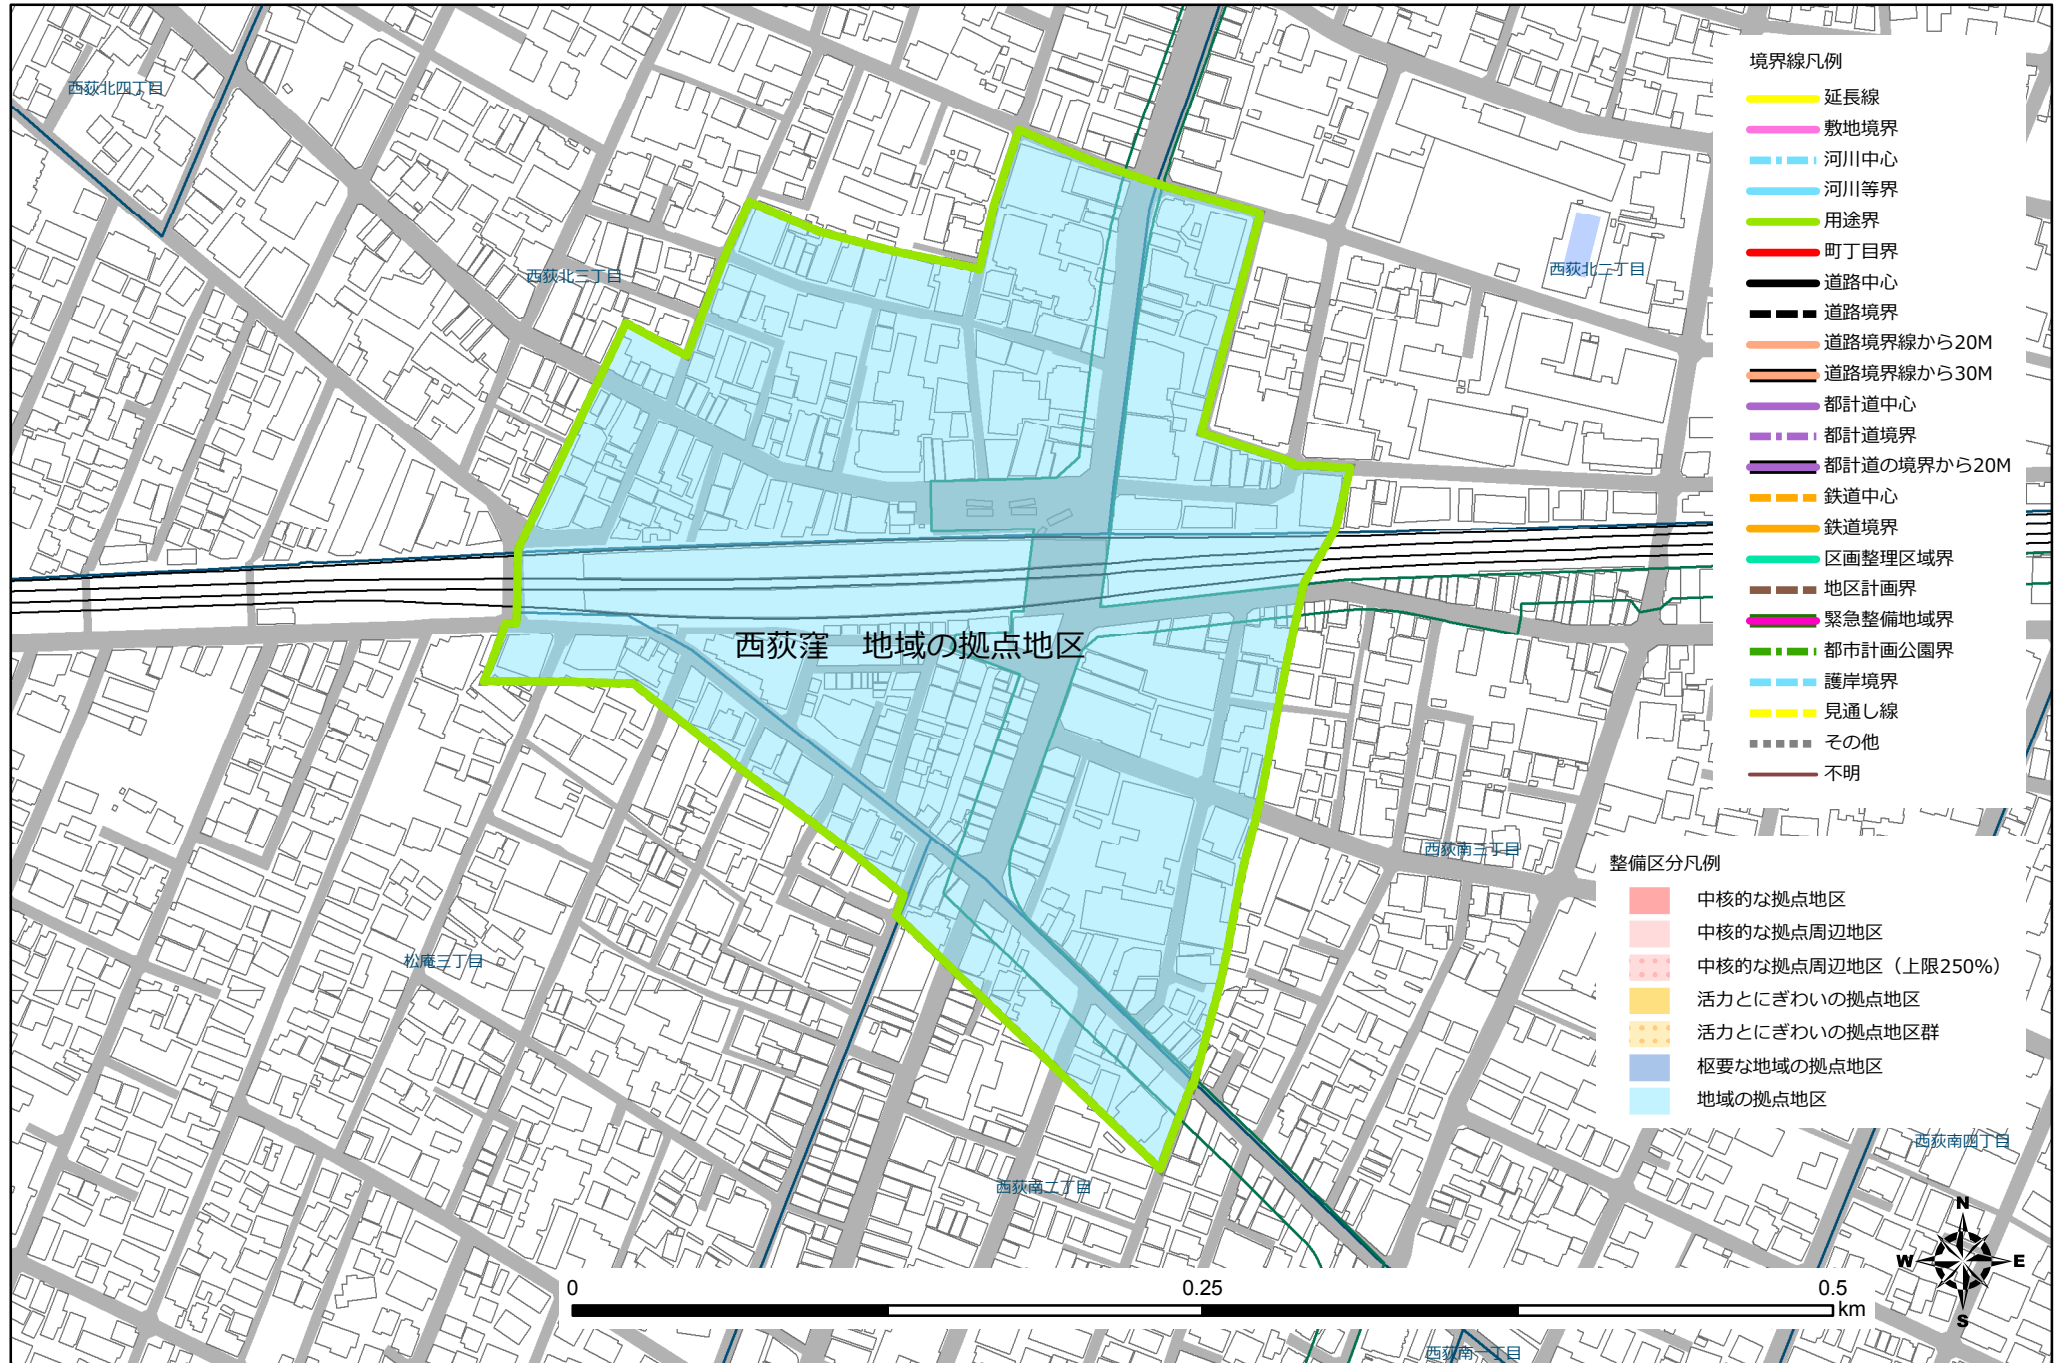 西荻北四丁目
西荻北三丁目
西荻北二丁目
西荻窪　地域の拠点地区
西荻南三丁目
松庵三丁目
西荻南二丁目
西荻南四丁目
西荻南一丁目
境界線凡例
延長線
敷地境界
河川中心
河川等界
用途界
町丁目界
道路中心
道路境界
道路境界線から20M
道路境界線から30M
都計道中心
都計道境界
都計道の境界から20M
鉄道中心
鉄道境界
区画整理区域界
地区計画界
緊急整備地域界
都市計画公園界
護岸境界
見通し線
その他
不明
整備区分凡例
中核的な拠点地区
中核的な拠点周辺地区
中核的な拠点周辺地区（上限250%）
活力とにぎわいの拠点地区
活力とにぎわいの拠点地区群
枢要な地域の拠点地区
地域の拠点地区
N
W E
S
0 0.25 0.5
km